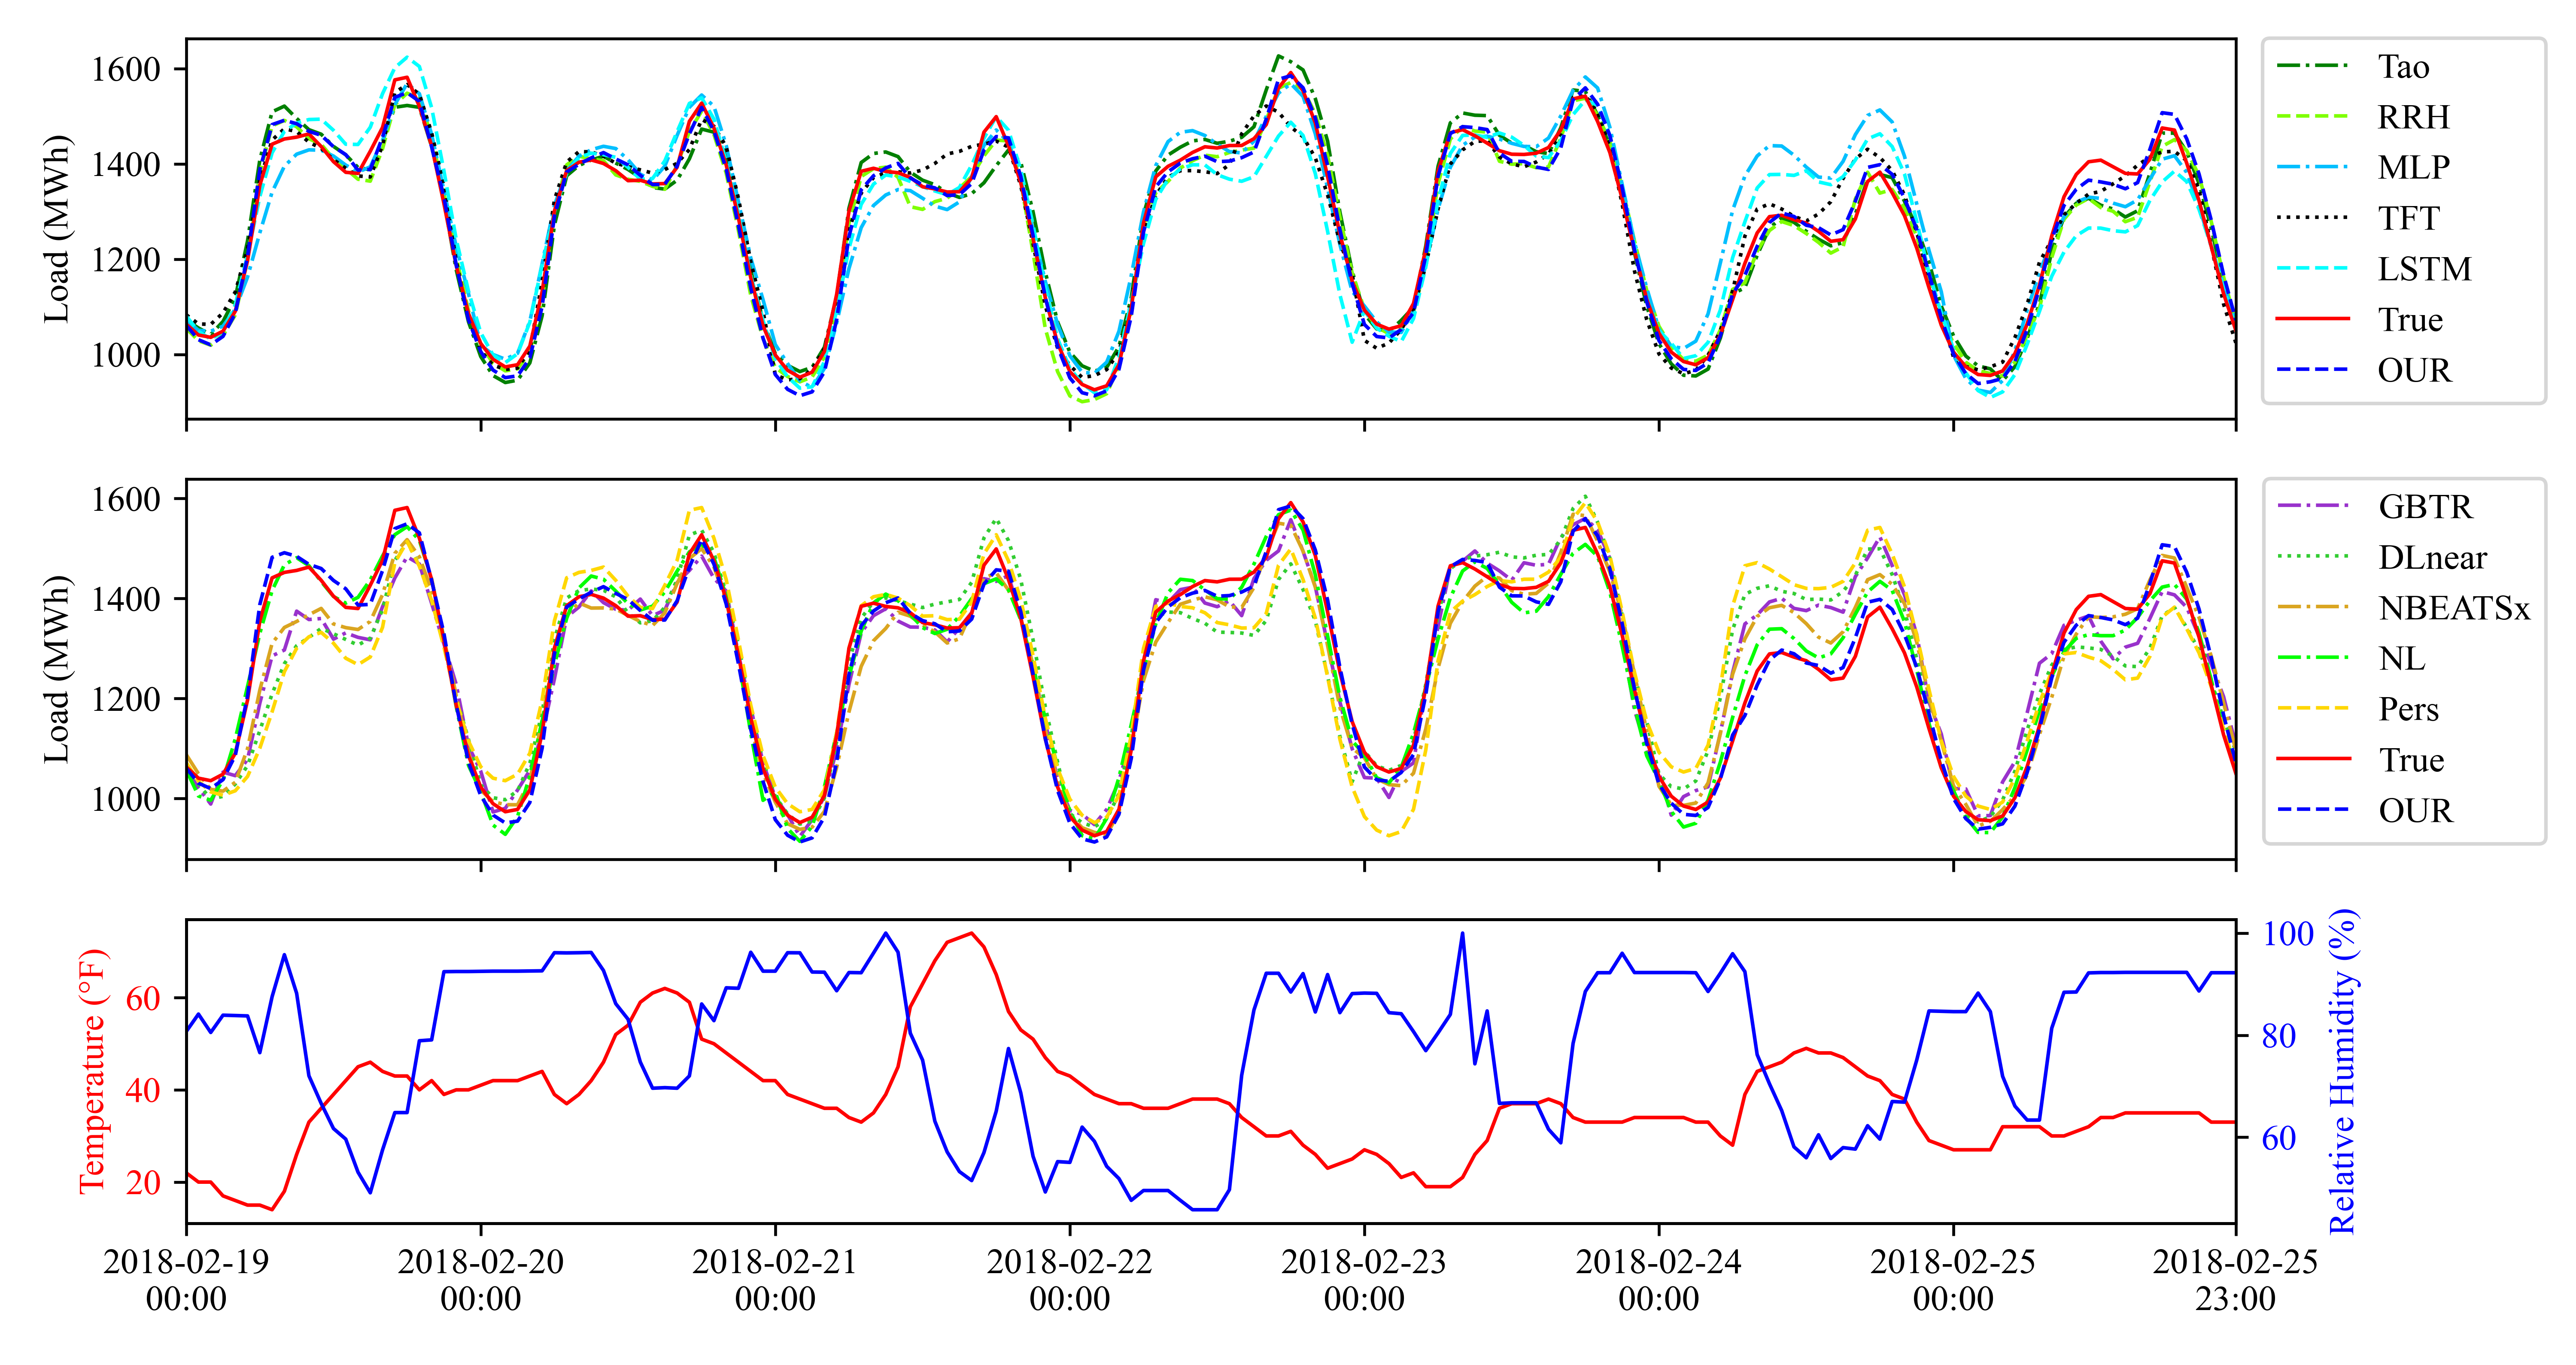 1600
1400
1200
1000
Load (MWh)
Tao
RRH
MLP
TFT
LSTM
True
OUR
1600
1400
1200
1000
Load (MWh)
GBTR
DLnear
NBEATSx
NL
Pers
True
OUR
60
40
20
Temperature (°F)
100
80
60
Relative Humidity (%)
2018-02-19
00:00
2018-02-20
00:00
2018-02-21
00:00
2018-02-22
00:00
2018-02-23
00:00
2018-02-24
00:00
2018-02-25
00:00
2018-02-25
23:00